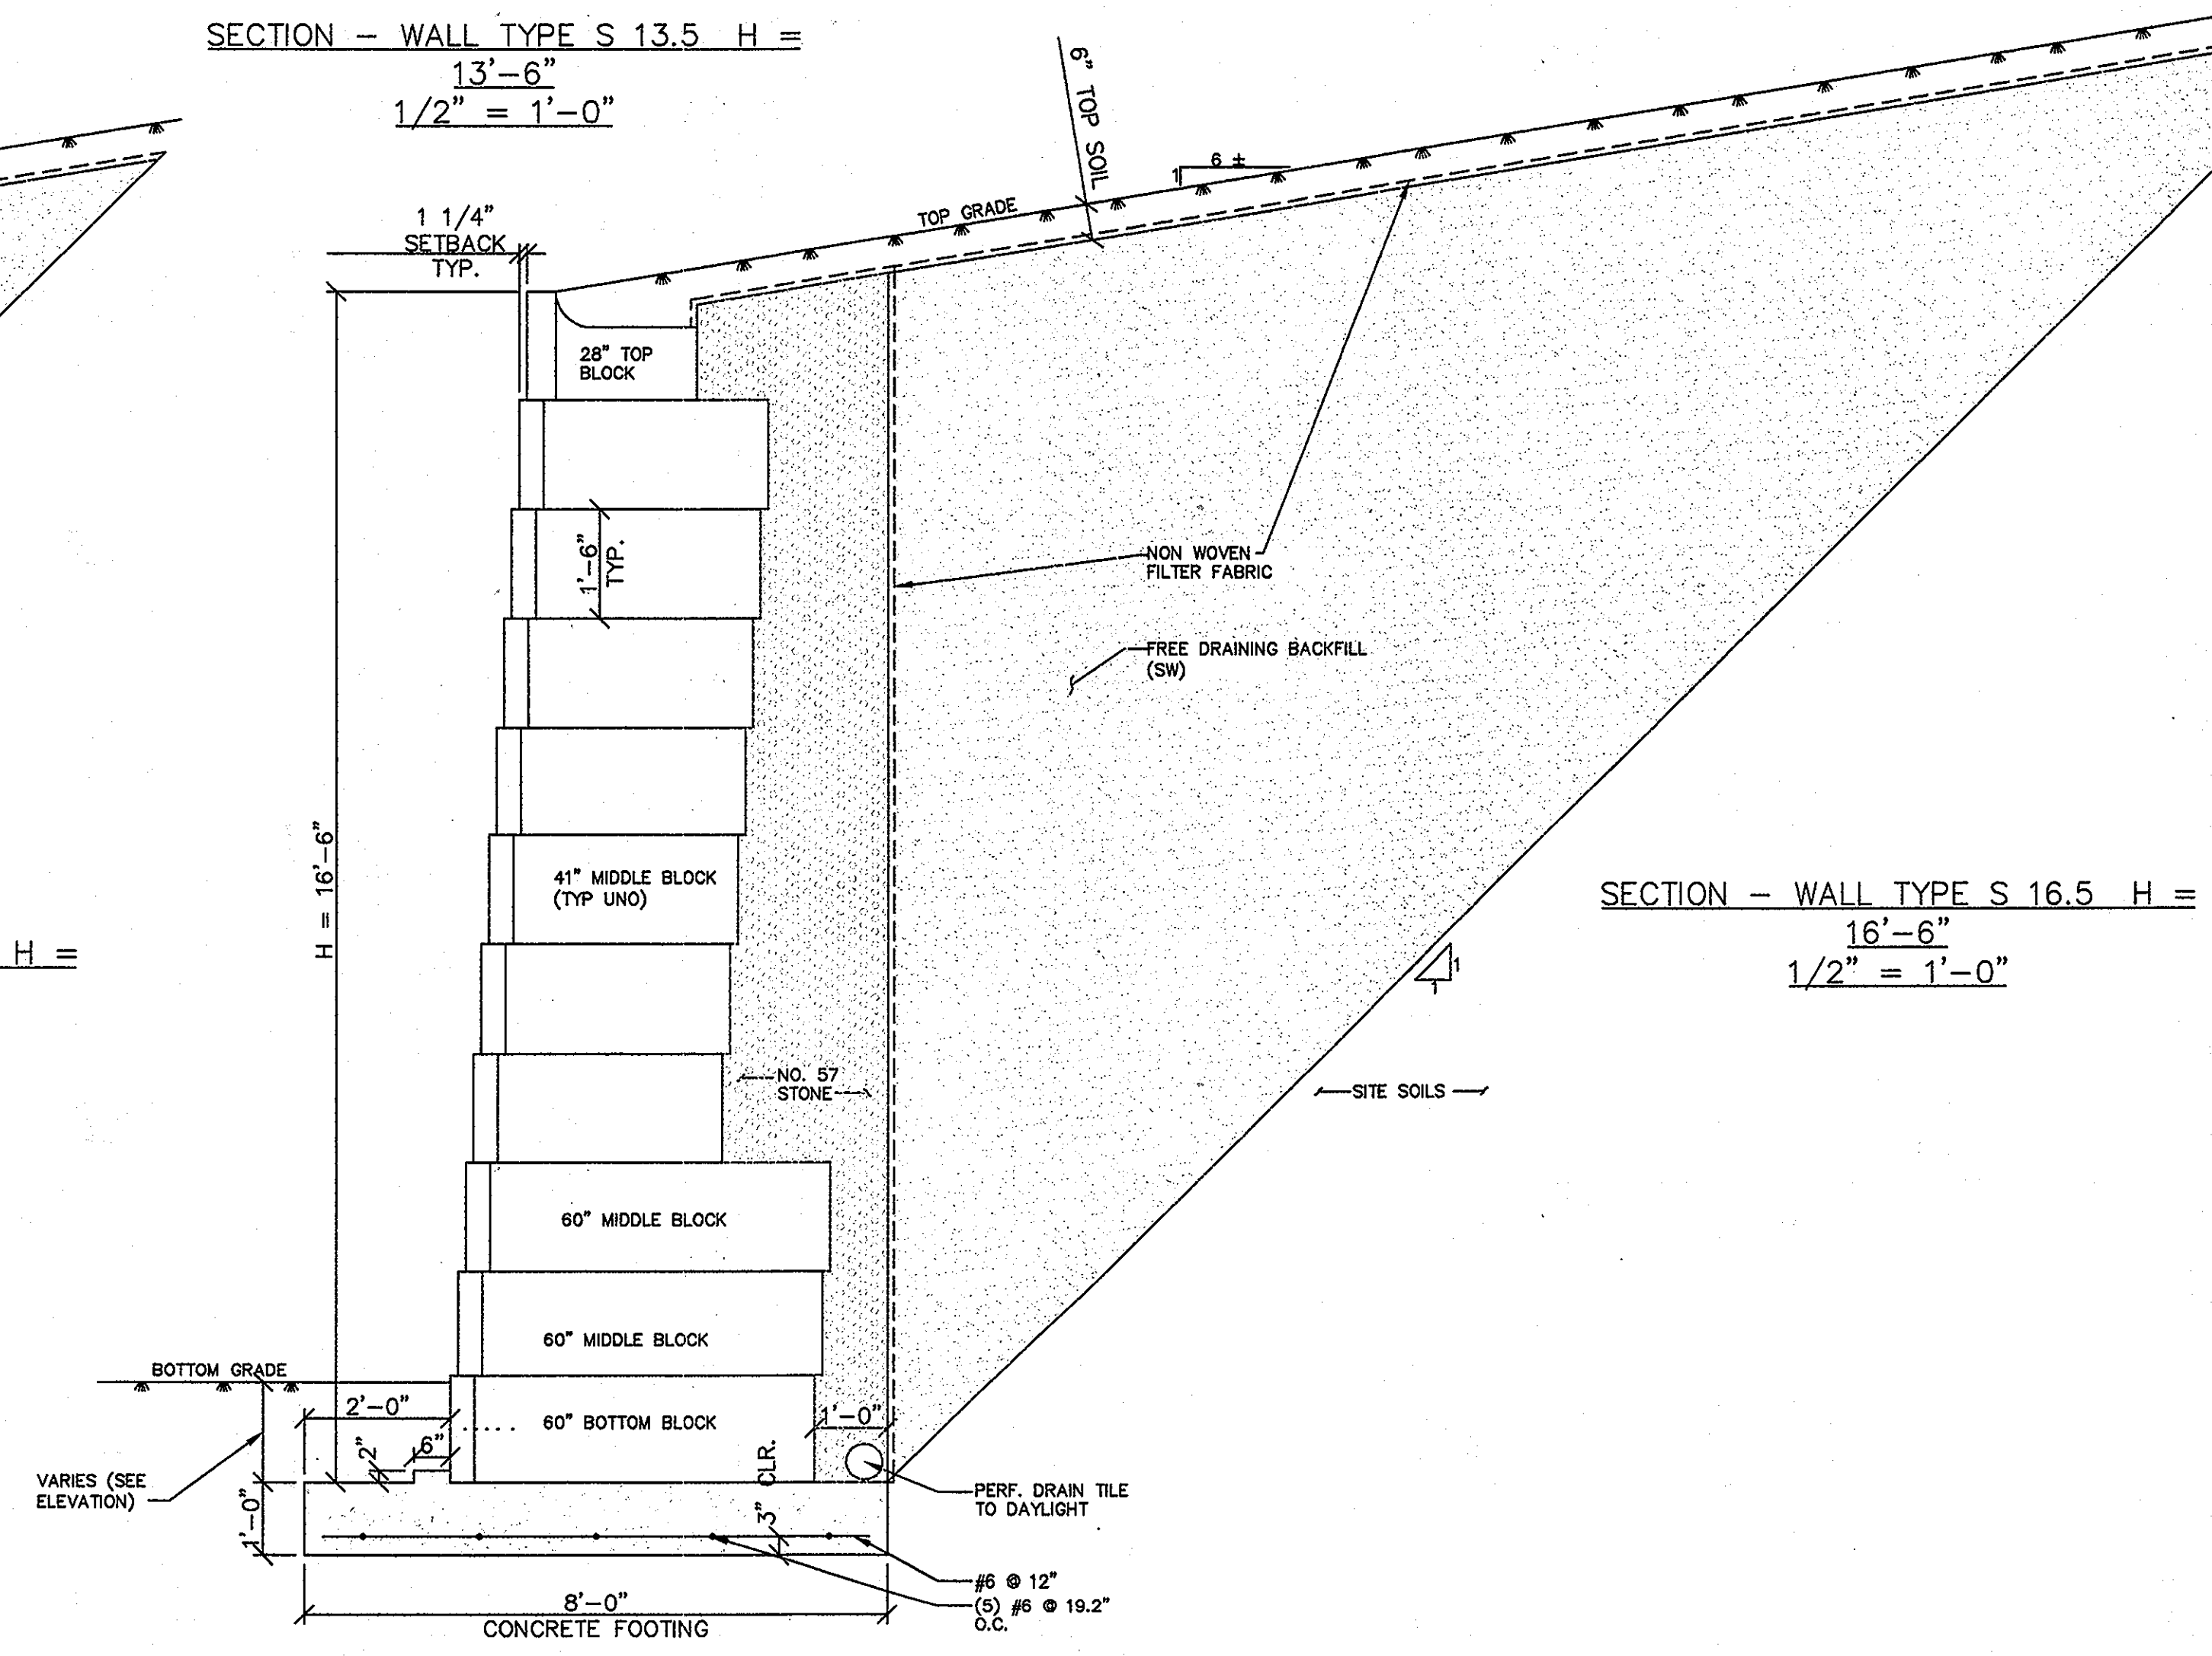 SECTION - WALL TYPE S 13.5 H =
13'-6"
1/2" = 1'-0"
6" TOP SOIL
1
6 ±
TOP GRADE
1 1/4"
SETBACK
TYP.
28" TOP
BLOCK
1'-6"
TYP.
NON WOVEN
FILTER FABRIC
FREE DRAINING BACKFILL
(SW)
H = 16'-6"
41" MIDDLE BLOCK
(TYP UNO)
SECTION - WALL TYPE S 16.5 H =
16'-6"
1/2" = 1'-0"
H =
1
1
NO. 57
STONE
SITE SOILS
60" MIDDLE BLOCK
60" MIDDLE BLOCK
BOTTOM GRADE
2'-0"
60" BOTTOM BLOCK
1'-0"
2"
6"
3" CLR.
VARIES (SEE
ELEVATION)
1'-0"
PERF. DRAIN TILE
TO DAYLIGHT
#6 @ 12"
(5) #6 @ 19.2"
O.C.
8'-0"
CONCRETE FOOTING